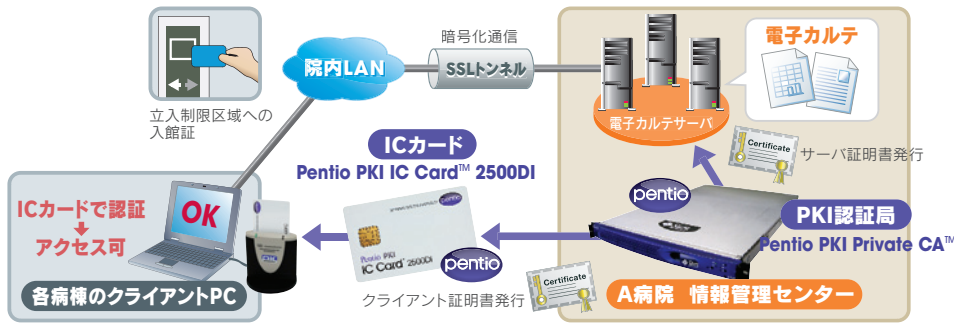 暗号化通信
電子カルテ
院内LAN
SSLトンネル
立入制限区域への
入館証
電子カルテサーバ
ICカード
Pentio PKI IC Card™ 2500DI
Certificate
サーバ証明書発行
pentio
ICカードで認証
アクセス可
OK
PKI認証局
Pentio PKI Private CA™
pentio
Pentio PKI
IC Card 2500DI
pentio
Certificate
クライアント証明書発行
各病棟のクライアントPC
A病院 情報管理センター